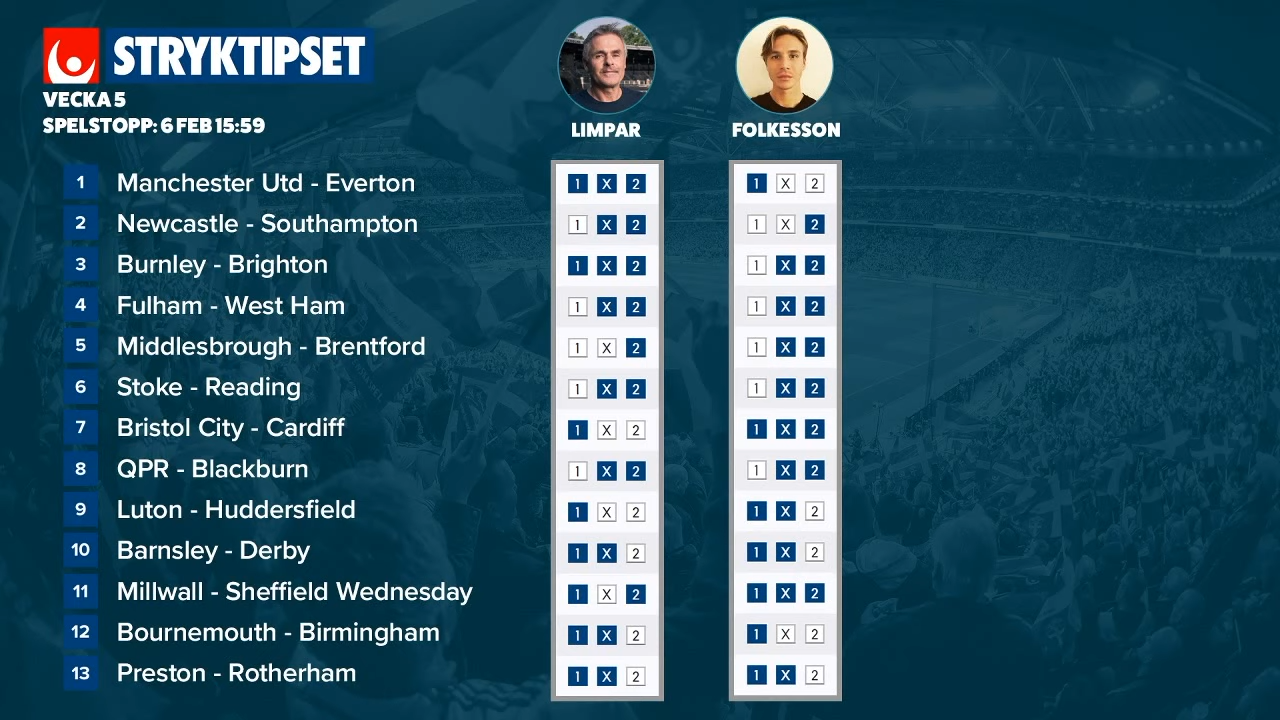 STRYKTIPSET
VECKA 5
SPELSTOPP: 6 FEB 15:59
LIMPAR FOLKESSON
1 Manchester Utd - Everton 1 X 2 1 X 2
2 Newcastle - Southampton 1 X 2 1 X 2
3 Burnley - Brighton 1 X 2 1 X 2
4 Fulham - West Ham 1 X 2 1 X 2
5 Middlesbrough - Brentford 1 X 2 1 X 2
6 Stoke - Reading 1 X 2 1 X 2
7 Bristol City - Cardiff 1 X 2 1 X 2
8 QPR - Blackburn 1 X 2 1 X 2
9 Luton - Huddersfield 1 X 2 1 X 2
10 Barnsley - Derby 1 X 2 1 X 2
11 Millwall - Sheffield Wednesday 1 X 2 1 X 2
12 Bournemouth - Birmingham 1 X 2 1 X 2
13 Preston - Rotherham 1 X 2 1 X 2